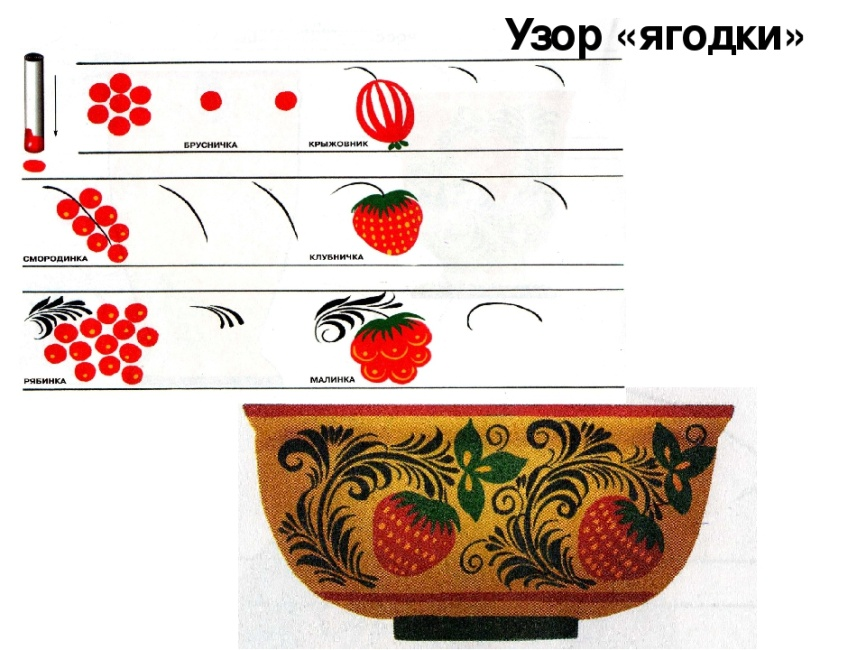 Узор «ягодки»
БРУСНИЧКА
КРЫЖОВНИК
СМОРОДИНКА
КЛУБНИЧКА
РЯБИНКА
МАЛИНКА